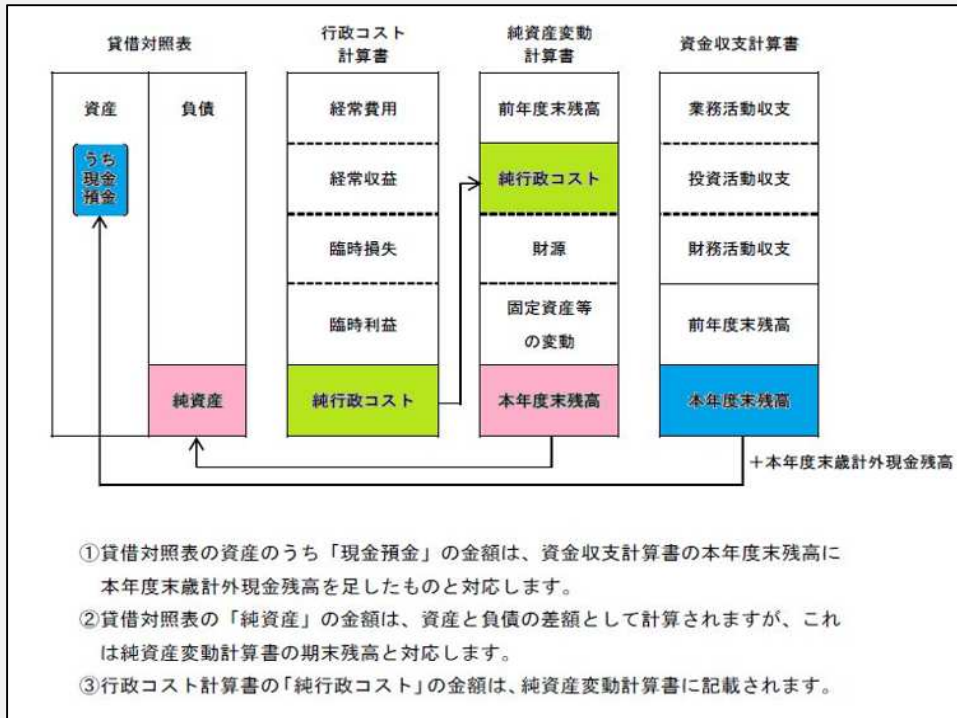 貸借対照表
行政コスト
計算書
純資産変動
計算書
資金収支計算書
資産
負債
うち
現金
預金
純資産
経常費用
経常収益
臨時損失
臨時利益
純行政コスト
前年度末残高
純行政コスト
財源
固定資産等
の変動
本年度末残高
業務活動収支
投資活動収支
財務活動収支
前年度末残高
本年度末残高
+本年度末歳計外現金残高
①貸借対照表の資産のうち「現金預金」の金額は、資金収支計算書の本年度末残高に
本年度末歳計外現金残高を足したものと対応します。
②貸借対照表の「純資産」の金額は、資産と負債の差額として計算されますが、これ
は純資産変動計算書の期末残高と対応します。
③行政コスト計算書の「純行政コスト」の金額は、純資産変動計算書に記載されます。